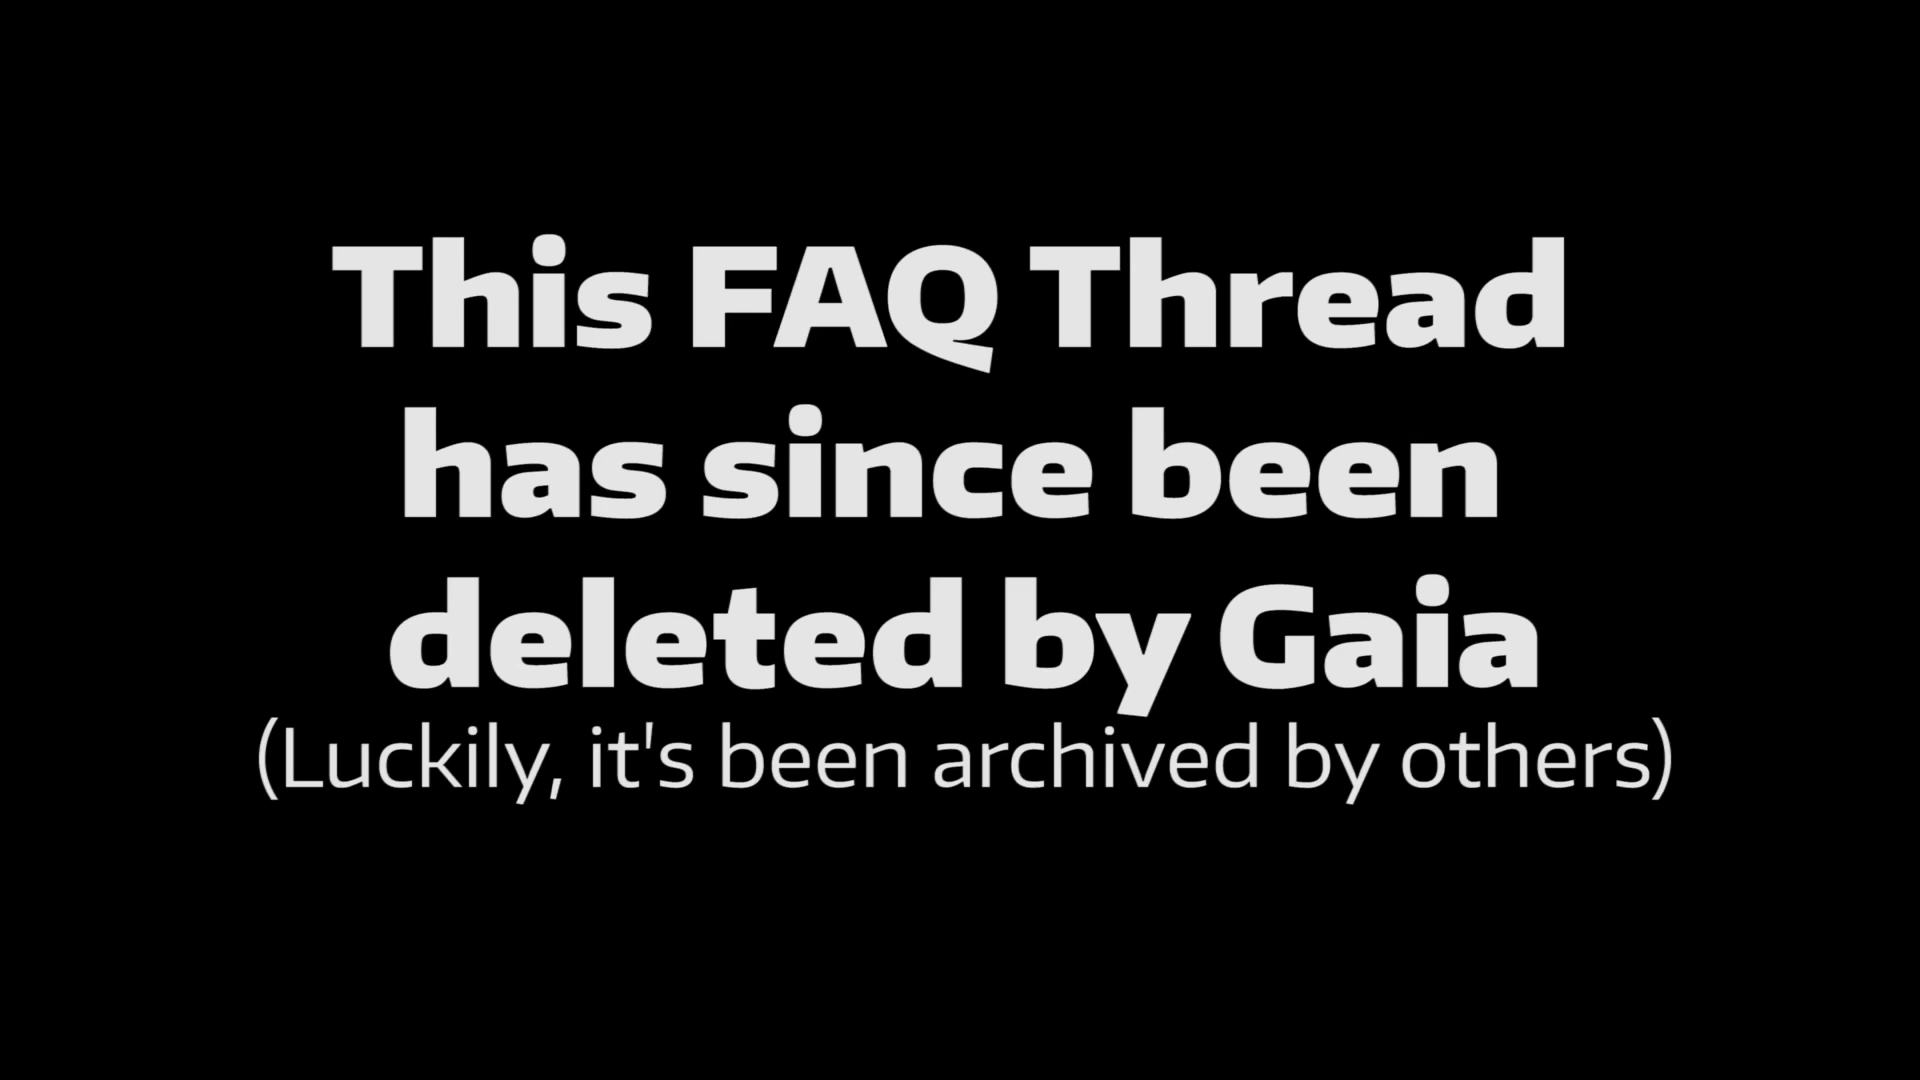 This FAQ Thread
has since been
deleted by Gaia
(Luckily, it's been archived by others)